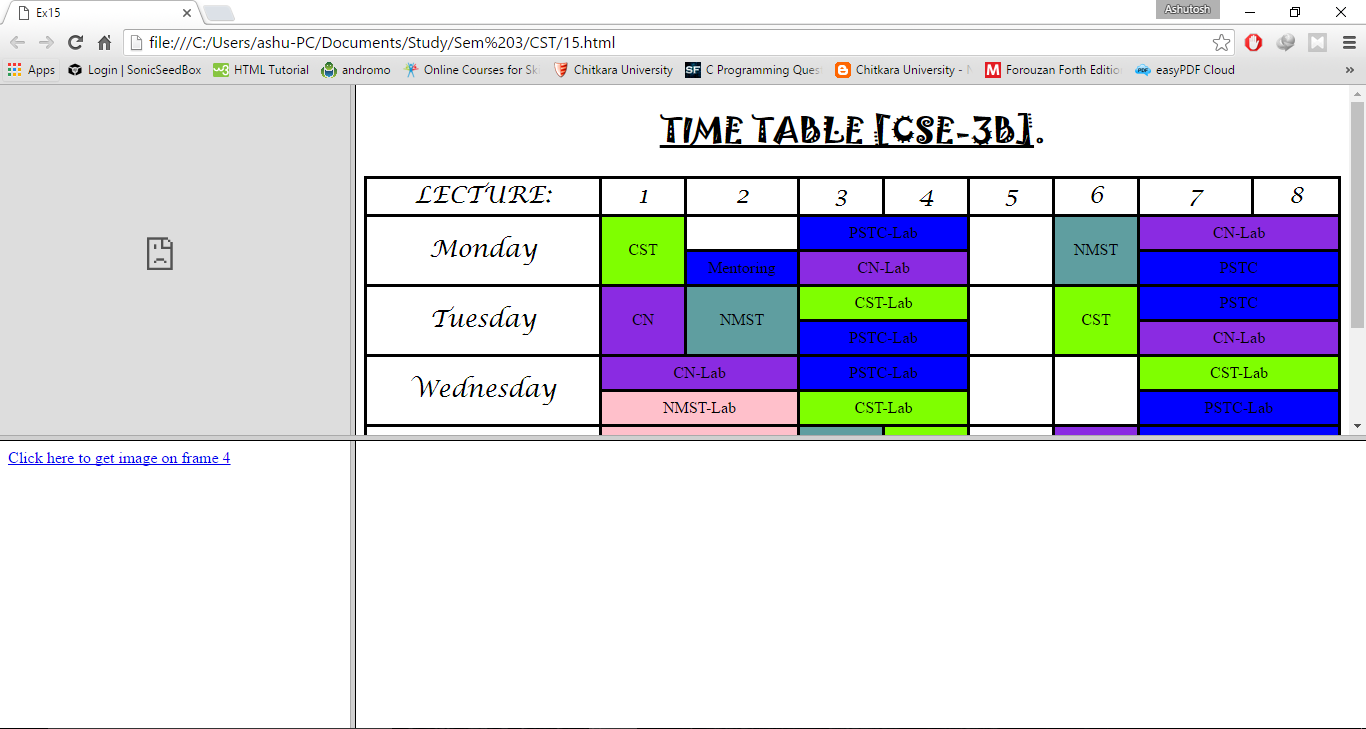 Ex15
Ashutosh
file:///C:/Users/ashu-PC/Documents/Study/Sem%203/CST/15.html
Apps Login | SonicSeedBox HTML Tutorial andromo Online Courses for Sk Chitkara University C Programming Ques Chitkara University - Forouzan Forth Editio easyPDF Cloud »
TIME TABLE [CSE-3B].
LECTURE: 1 2 3 4 5 6 7 8
Monday CST PSTC-Lab NMST CN-Lab
Mentoring CN-Lab PSTC
Tuesday CN NMST CST-Lab CST PSTC
PSTC-Lab CN-Lab
Wednesday CN-Lab PSTC-Lab CST-Lab
NMST-Lab CST-Lab PSTC-Lab
Click here to get image on frame 4